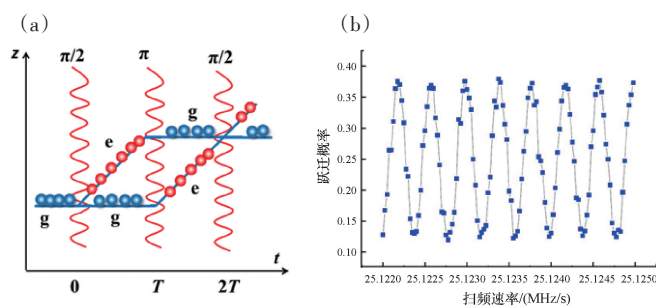 (a)
z
π/2
π
π/2
g
e
g
g
e
t
0
T
2T
(b)
跃迁概率
0.40
0.35
0.30
0.25
0.20
0.15
0.10
25.1220
25.1225
25.1230
25.1235
25.1240
25.1245
25.1250
扫频速率/(MHz/s)